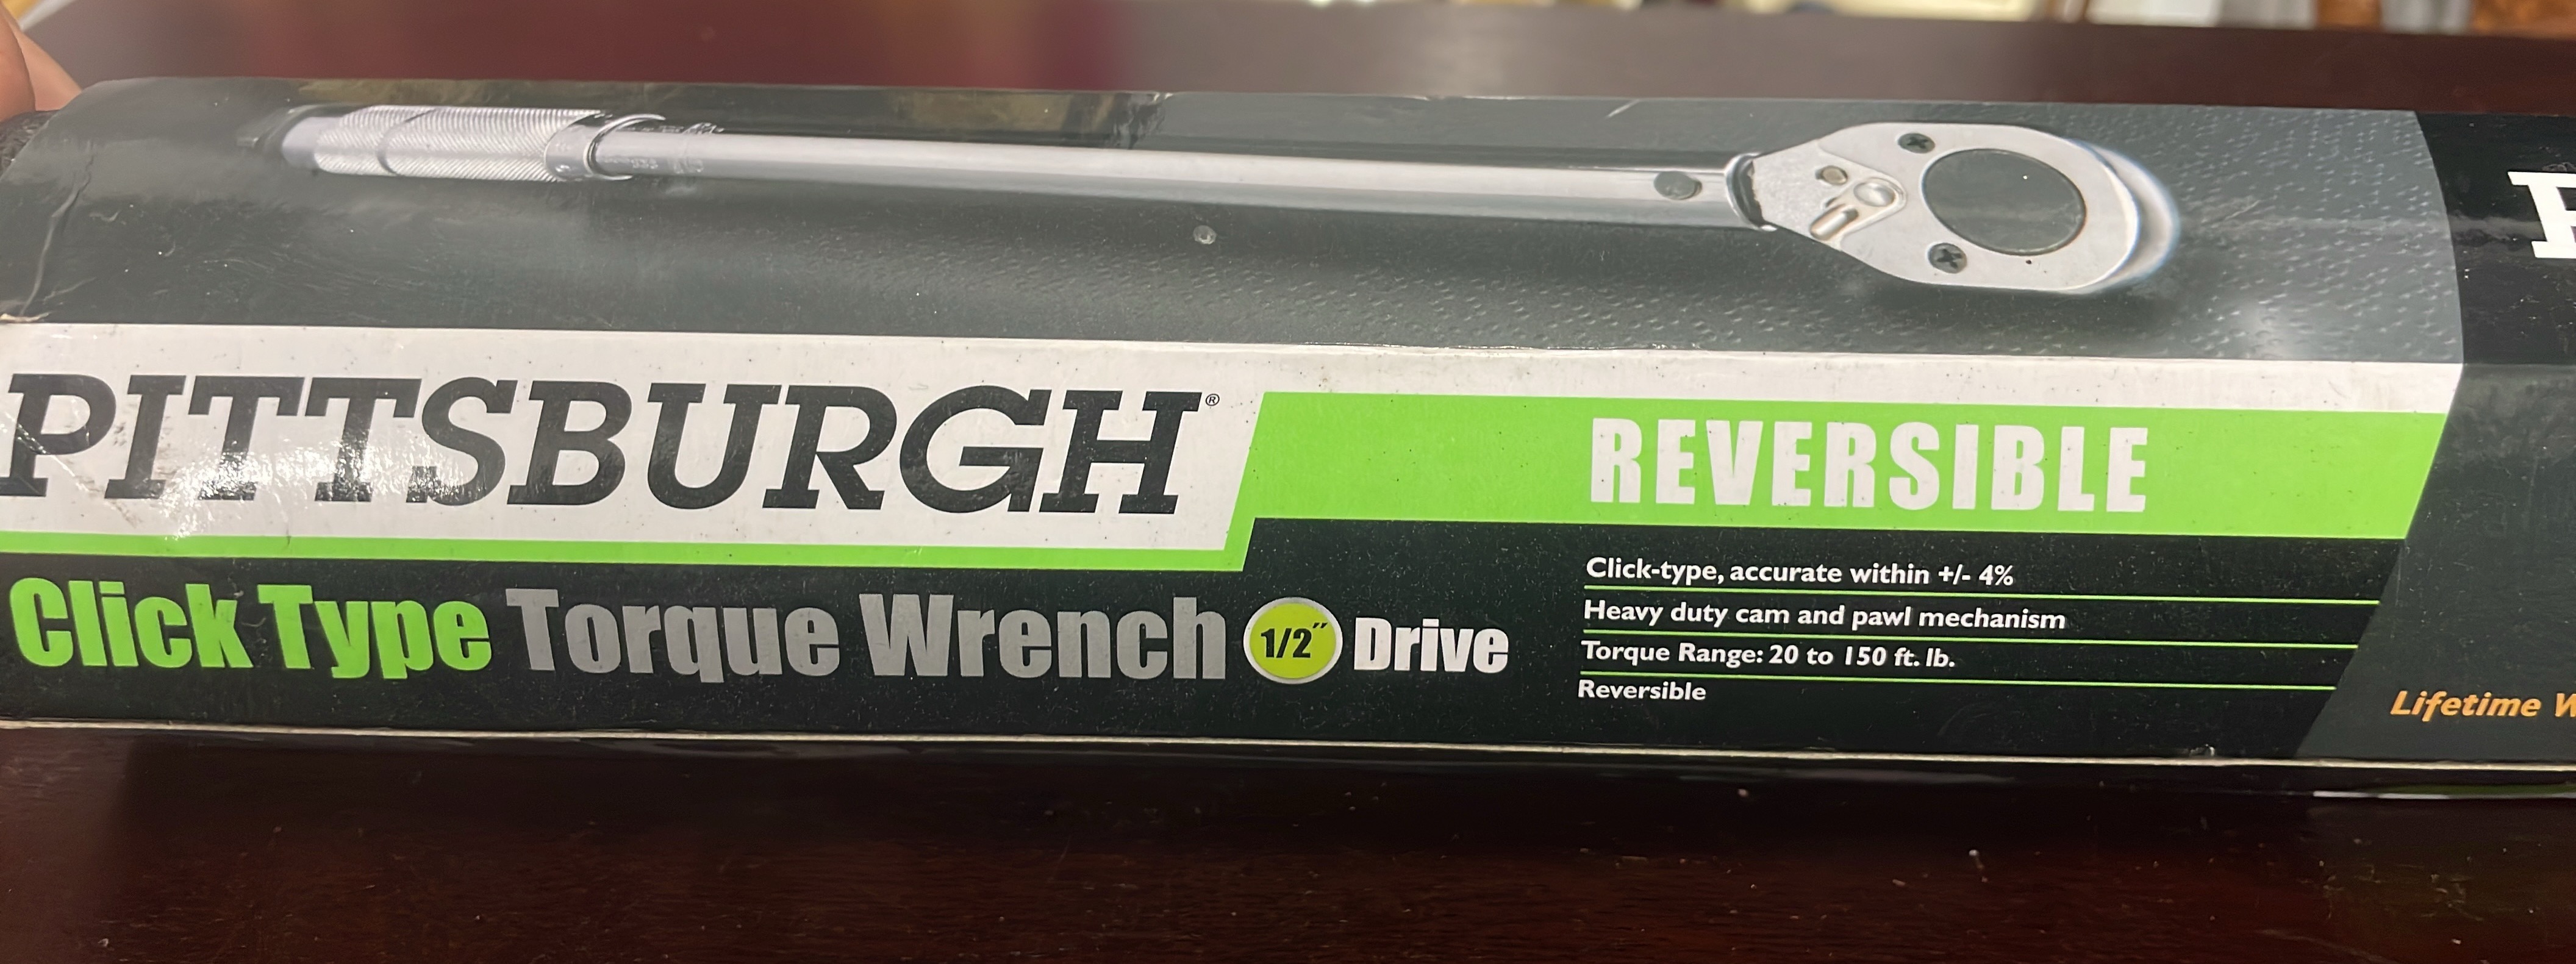 PITTSBURGH®
REVERSIBLE
Click Type Torque Wrench 1/2" Drive
Click-type, accurate within +/- 4%
Heavy duty cam and pawl mechanism
Torque Range: 20 to 150 ft. lb.
Reversible
Lifetime